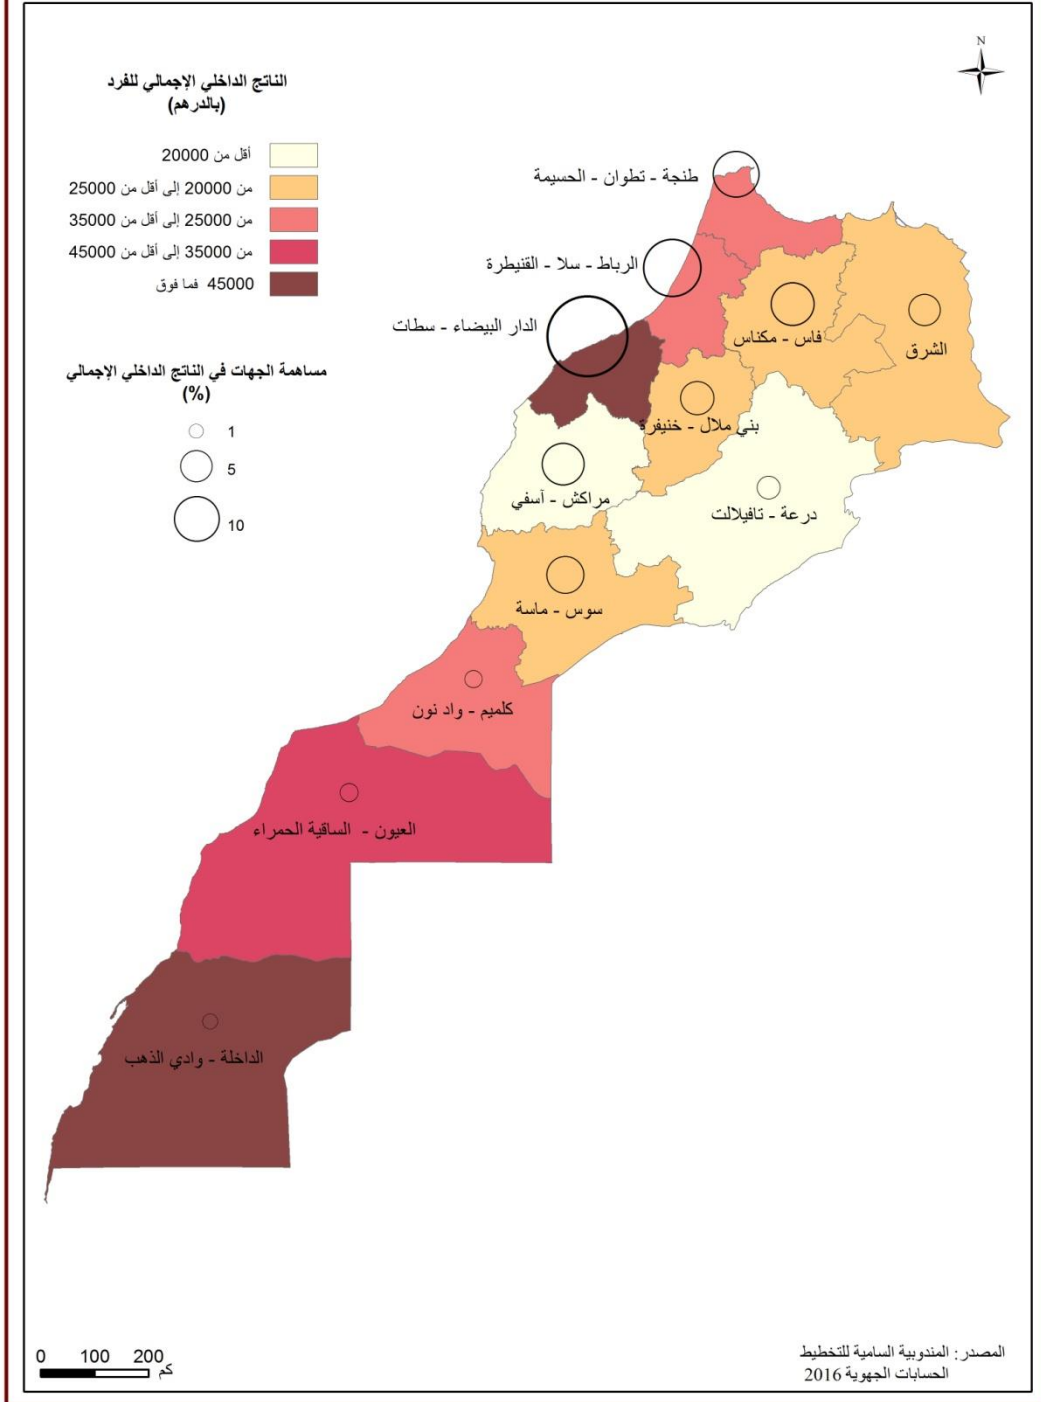 N
الناتج الداخلي الإجمالي للفرد
(بالدرهم)
أقل من 20000
من 20000 إلى أقل من 25000
من 25000 إلى أقل من 35000
من 35000 إلى أقل من 45000
45000 فما فوق
مساهمة الجهات في الناتج الداخلي الإجمالي
(%)
1
5
10
طنجة - تطوان - الحسيمة
الرباط - سلا - القنيطرة
الدار البيضاء - سطات
فاس - مكناس
الشرق
بني ملال - خنيفرة
مراكش - آسفي
درعة - تافيلالت
سوس - ماسة
كلميم - واد نون
العيون - الساقية الحمراء
الداخلة - وادي الذهب
0 100 200
كم
المصدر: المندوبية السامية للتخطيط
الحسابات الجهوية 2016